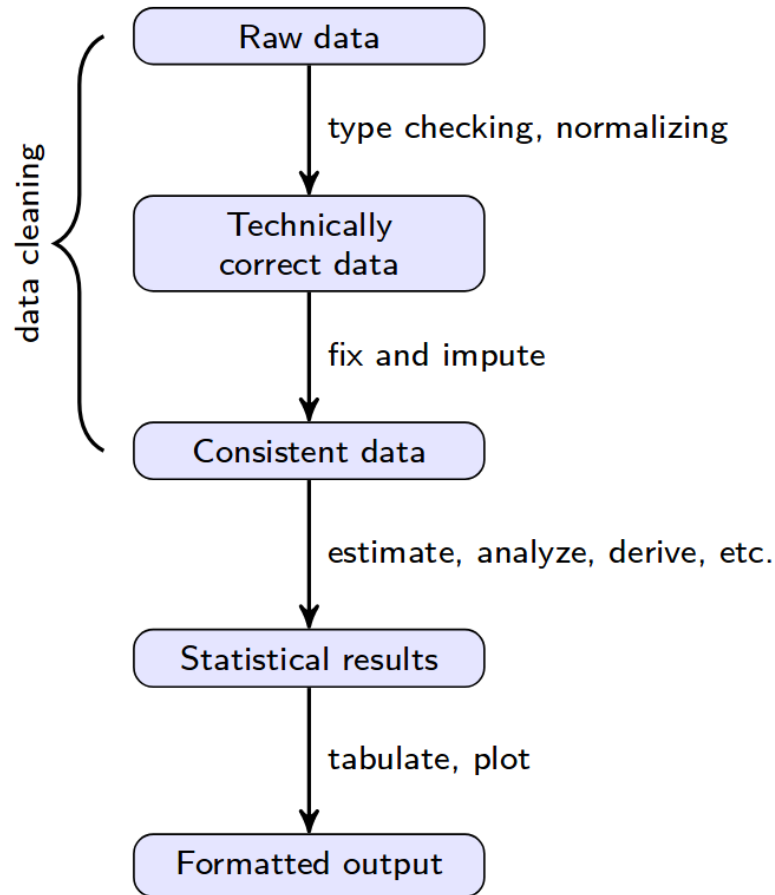 Raw data
type checking, normalizing
data cleaning
Technically
correct data
fix and impute
Consistent data
estimate, analyze, derive, etc.
Statistical results
tabulate, plot
Formatted output